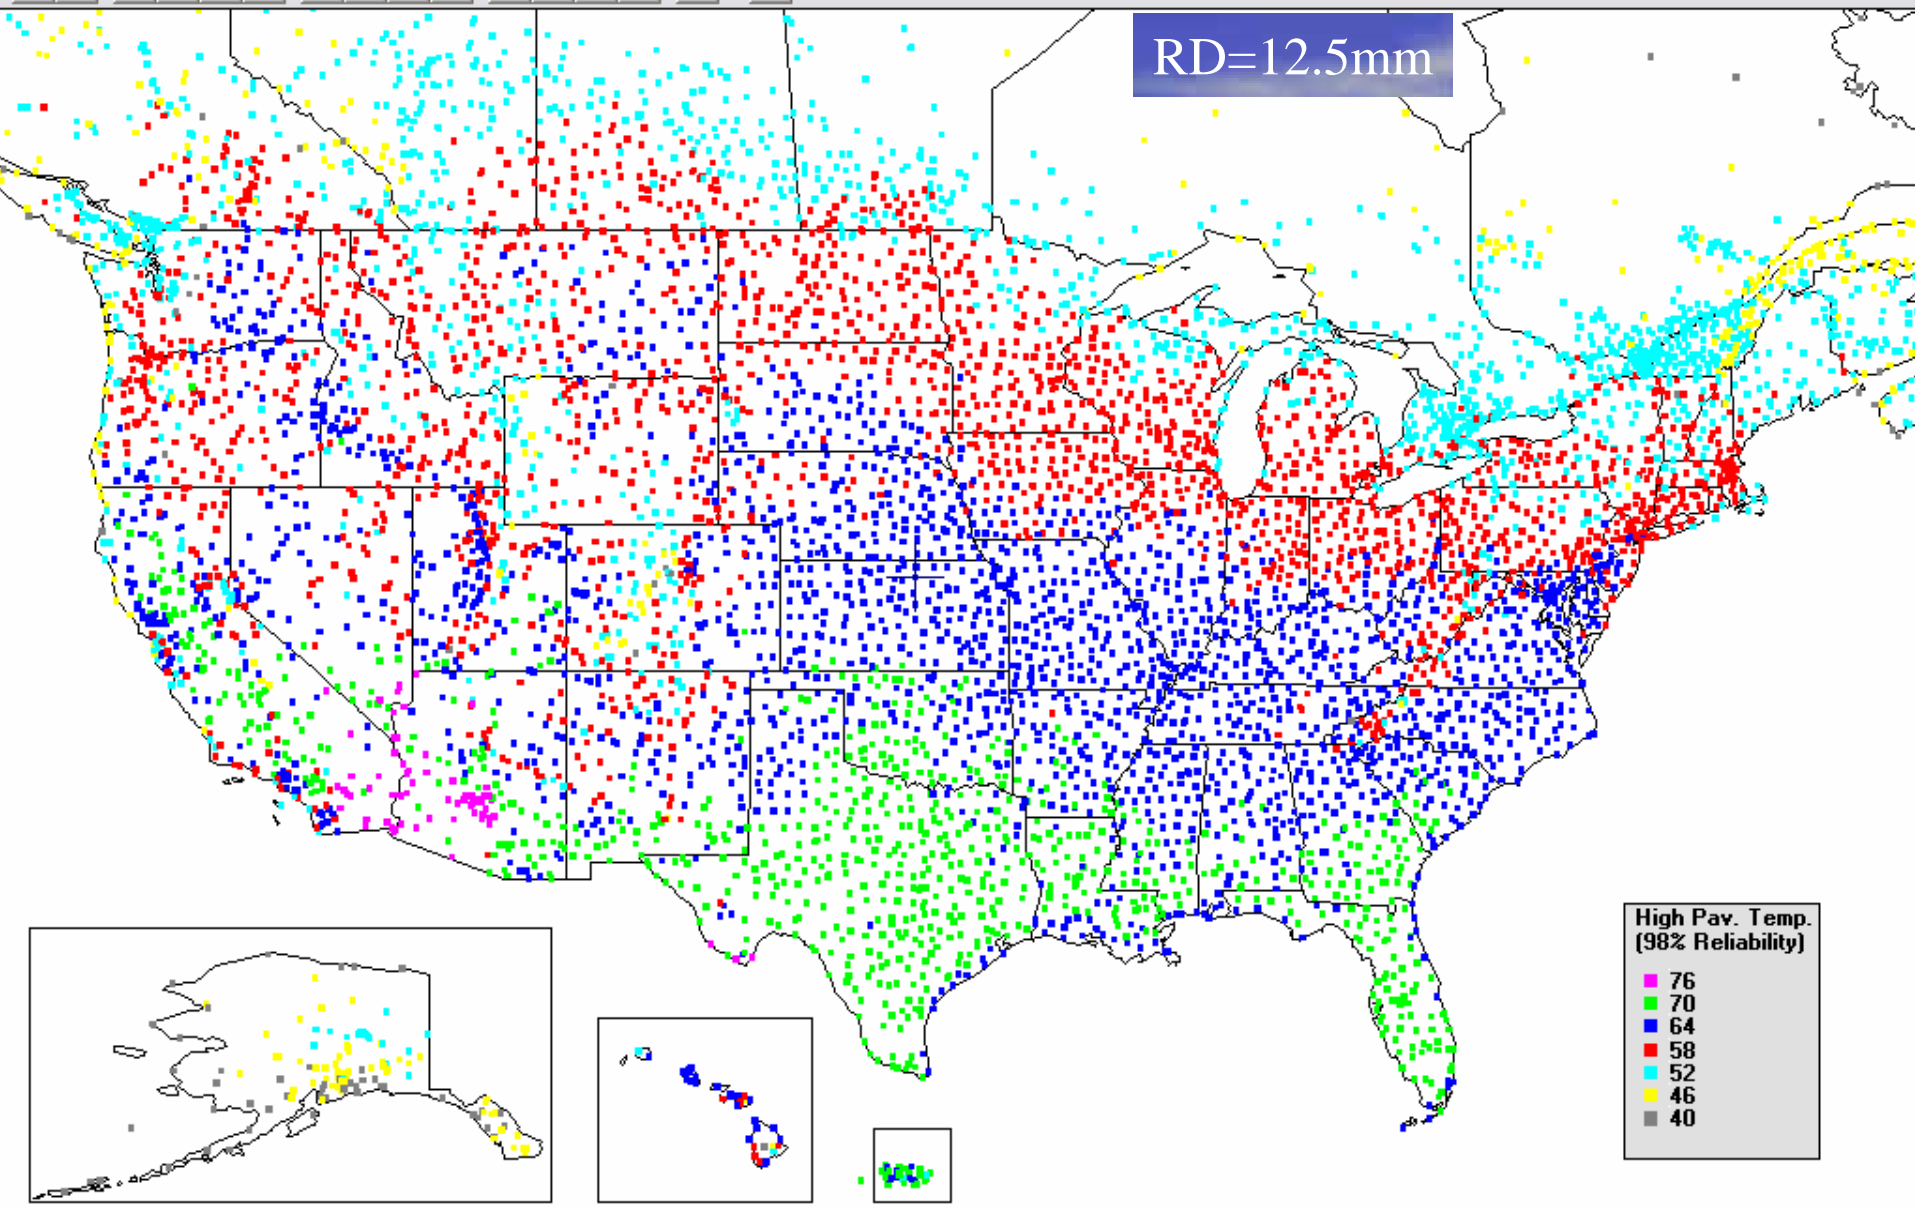 RD=12.5mm
High Pav. Temp.
(98% Reliability)
76
70
64
58
52
46
40